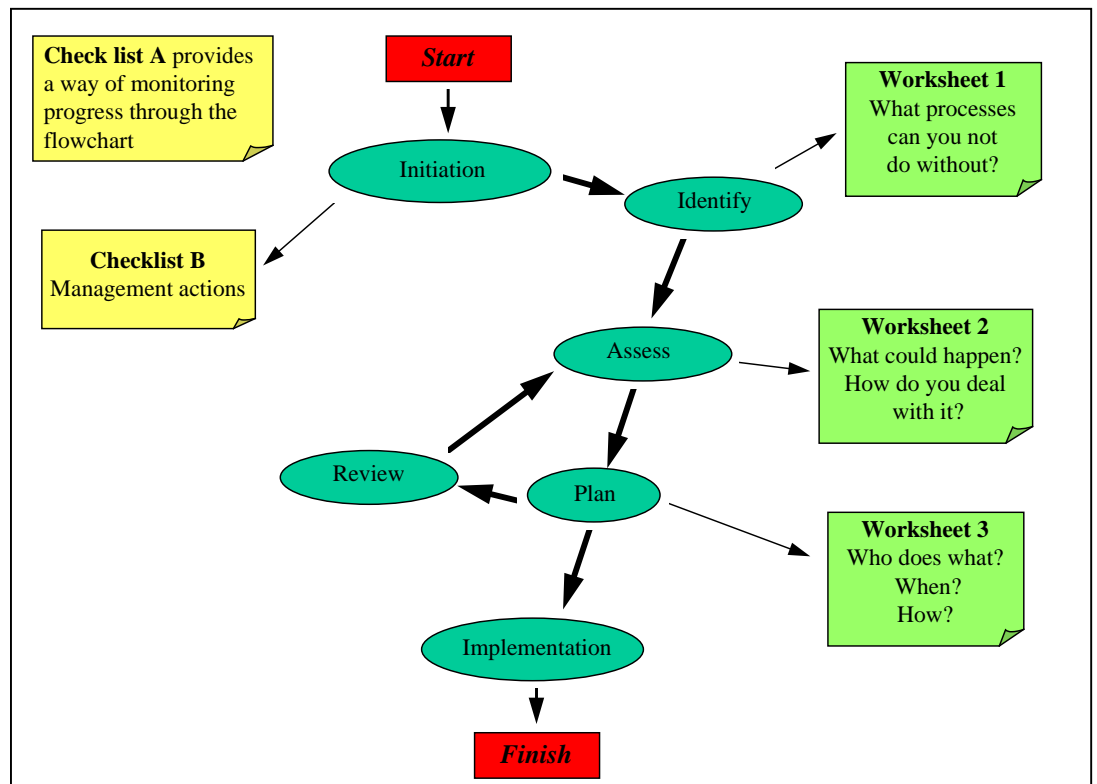 Check list A provides
a way of monitoring
progress through the
flowchart
Start
Worksheet 1
What processes
can you not
do without?
Initiation
Identify
Checklist B
Management actions
Assess
Worksheet 2
What could happen?
How do you deal
with it?
Review
Plan
Worksheet 3
Who does what?
When?
How?
Implementation
Finish